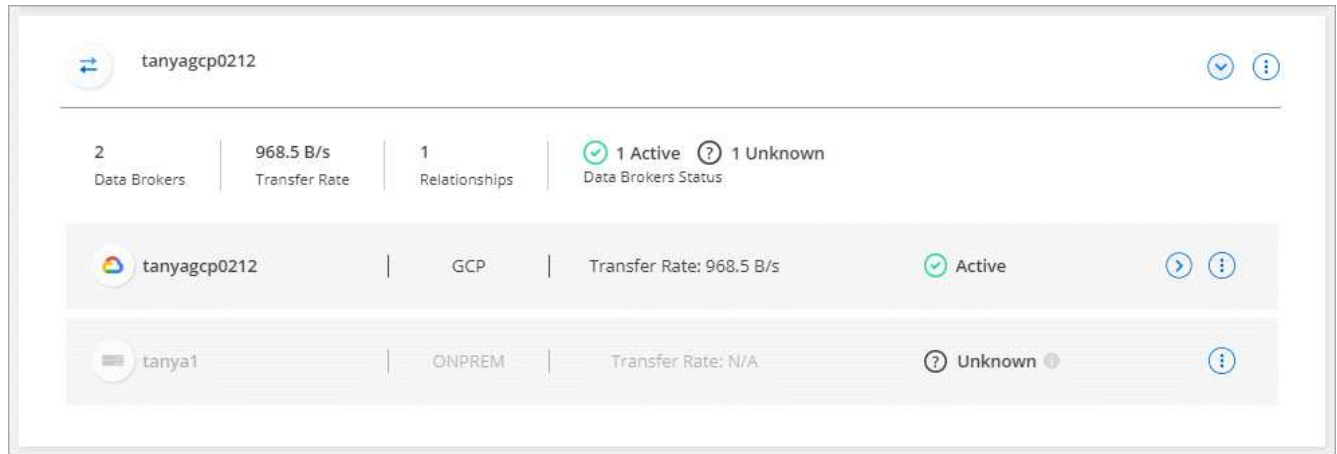 tanyagcp0212
2 968.5 B/s 1 1 Active 1 Unknown
Data Brokers Transfer Rate Relationships Data Brokers Status
tanyagcp0212 GCP Transfer Rate: 968.5 B/s Active
tanya1 ONPREM Transfer Rate: N/A Unknown